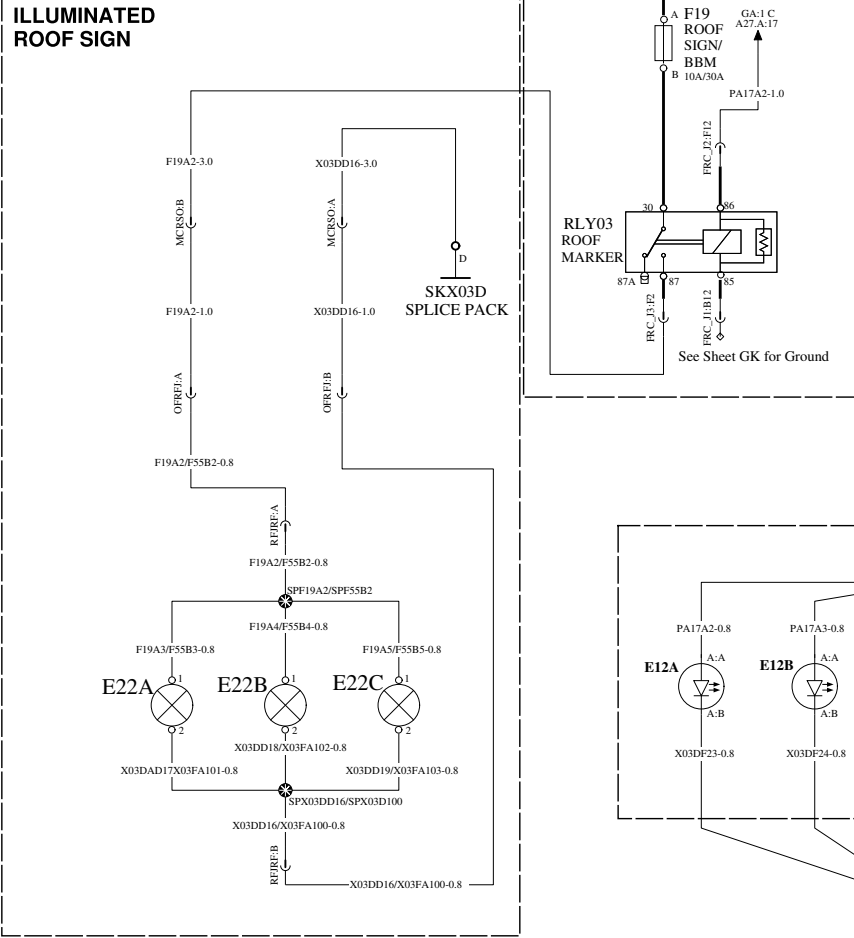 ILLUMINATED
ROOF SIGN
A
F19
ROOF
SIGN/
BBM
B
10A/30A
GA:1 C
A27.A:17
PA17A2-1.0
FRC_J2:F12
30
86
RLY03
ROOF
MARKER
87A
87
85
FRC_J3:F2
FRC_J1:B12
See Sheet GK for Ground
F19A2-3.0
X03DD16-3.0
MCRSO:B
MCRSO:A
D
SKX03D
SPLICE PACK
F19A2-1.0
X03DD16-1.0
OFRFJ:A
OFRFJ:B
F19A2/F55B2-0.8
RFJRF:A
F19A2/F55B2-0.8
SPF19A2/SPF55B2
F19A4/F55B4-0.8
F19A3/F55B3-0.8
F19A5/F55B5-0.8
E22A
1
E22B
1
E22C
1
2
2
2
X03DD18/X03FA102-0.8
X03DAD17X03FA101-0.8
X03DD19/X03FA103-0.8
SPX03DD16/SPX03D100
X03DD16/X03FA100-0.8
RFJRF:B
X03DD16/X03FA100-0.8
PA17A2-0.8
PA17A3-0.8
E12A
A:A
E12B
A:A
A:B
A:B
X03DF23-0.8
X03DF24-0.8